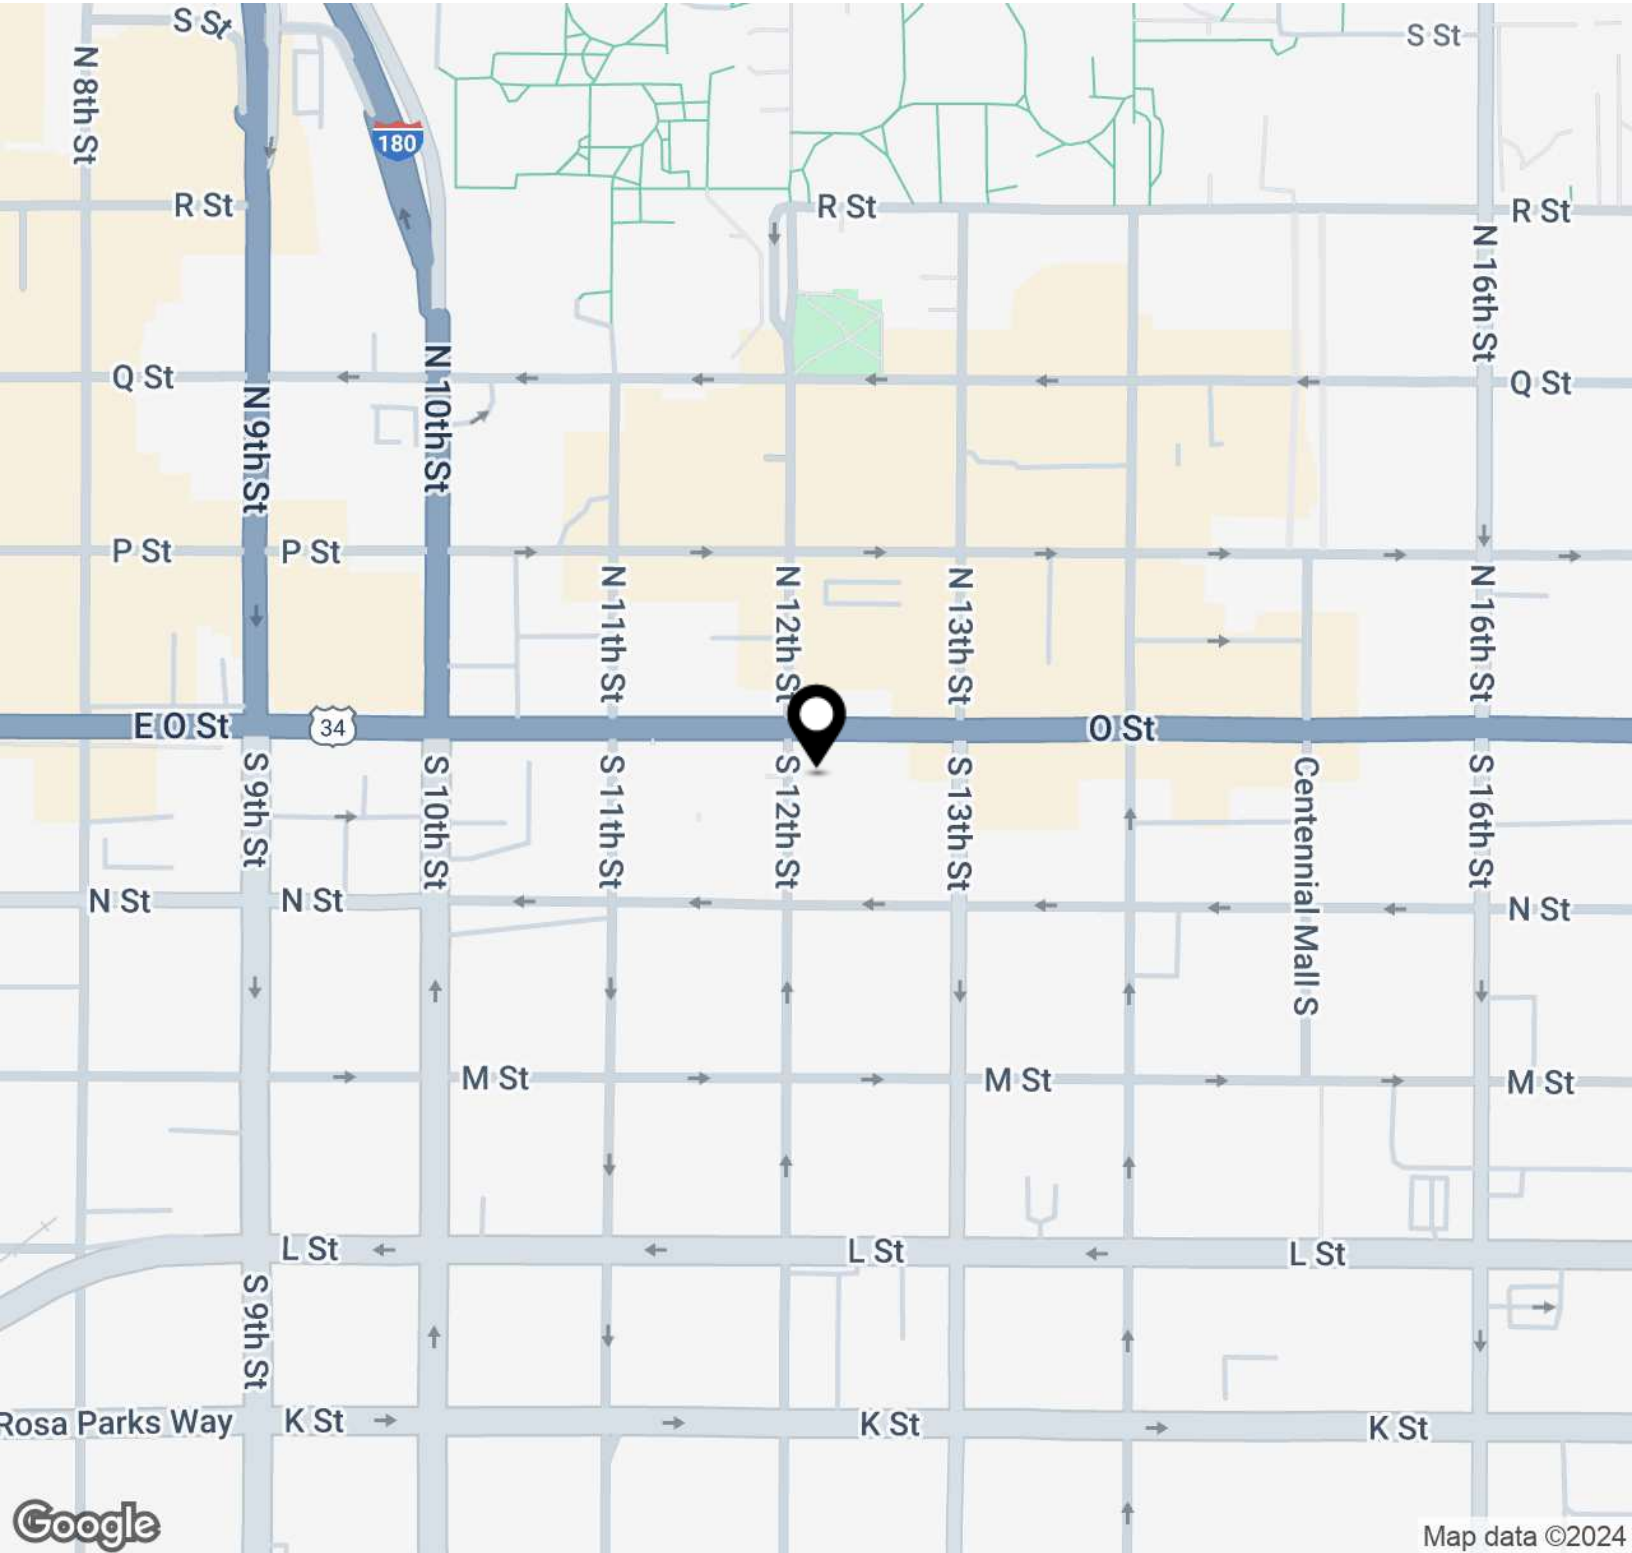 S St
S St
N 8th St
180
R St
R St
R St
N 16th St
Q St
N 10th St
Q St
N 9th St
P St
P St
N 11th St
N 12th St
N 13th St
N 16th St
E O St
34
O St
S 9th St
S 10th St
S 11th St
S 12th St
S 13th St
Centennial Mall S
S 16th St
N St
N St
N St
M St
M St
M St
L St
L St
L St
S 9th St
Rosa Parks Way
K St
K St
K St
Google
Map data ©2024